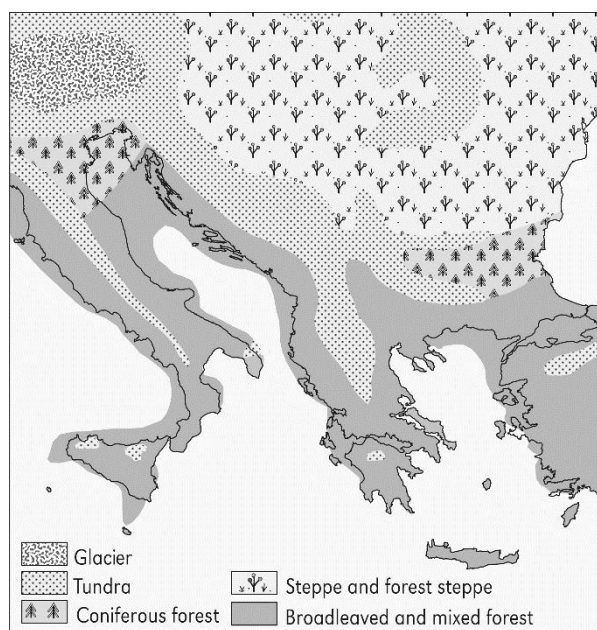 Glacier
Tundra
Steppe and forest steppe
Coniferous forest
Broadleaved and mixed forest